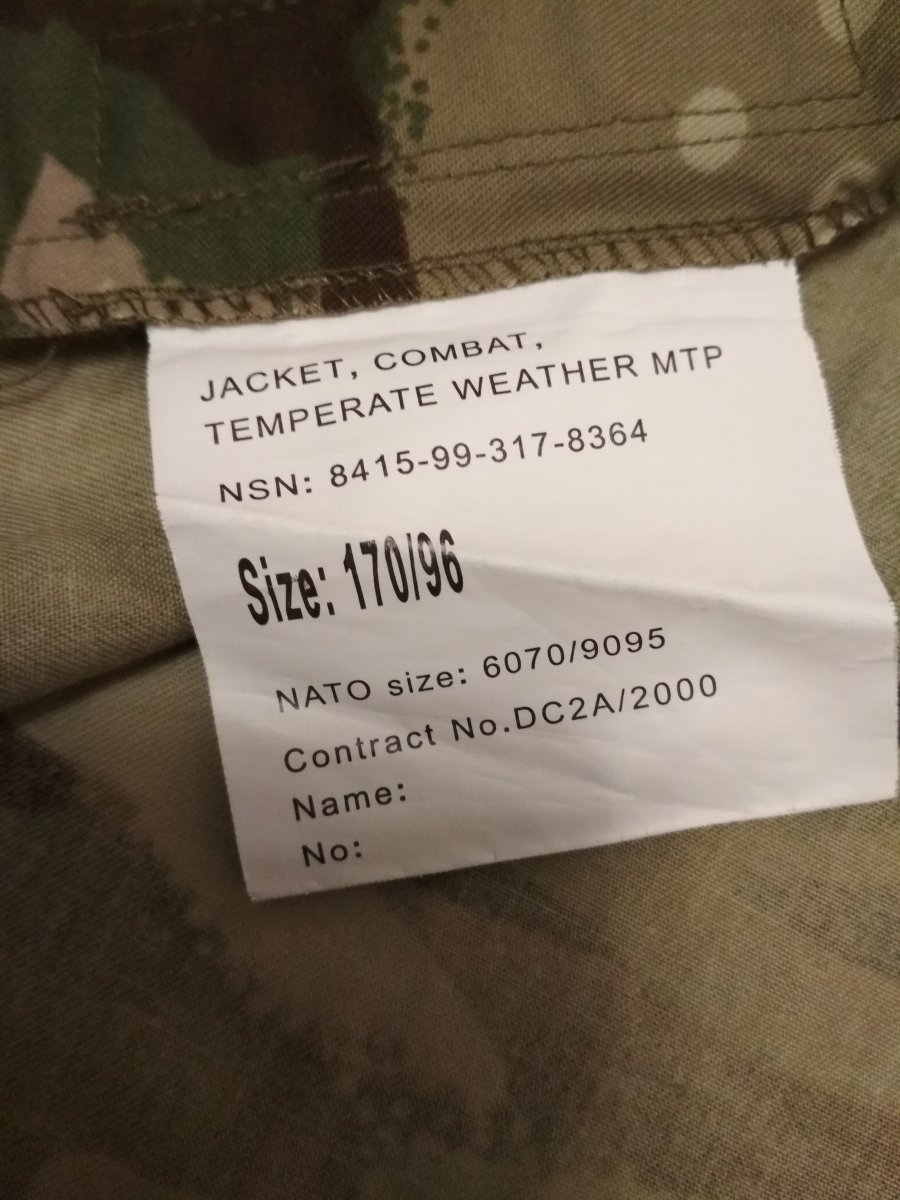 JACKET, COMBAT,
TEMPERATE WEATHER MTP
NSN: 8415-99-317-8364
Size: 170/96
NATO size: 6070/9095
Contract No.DC2A/2000
Name:
No: